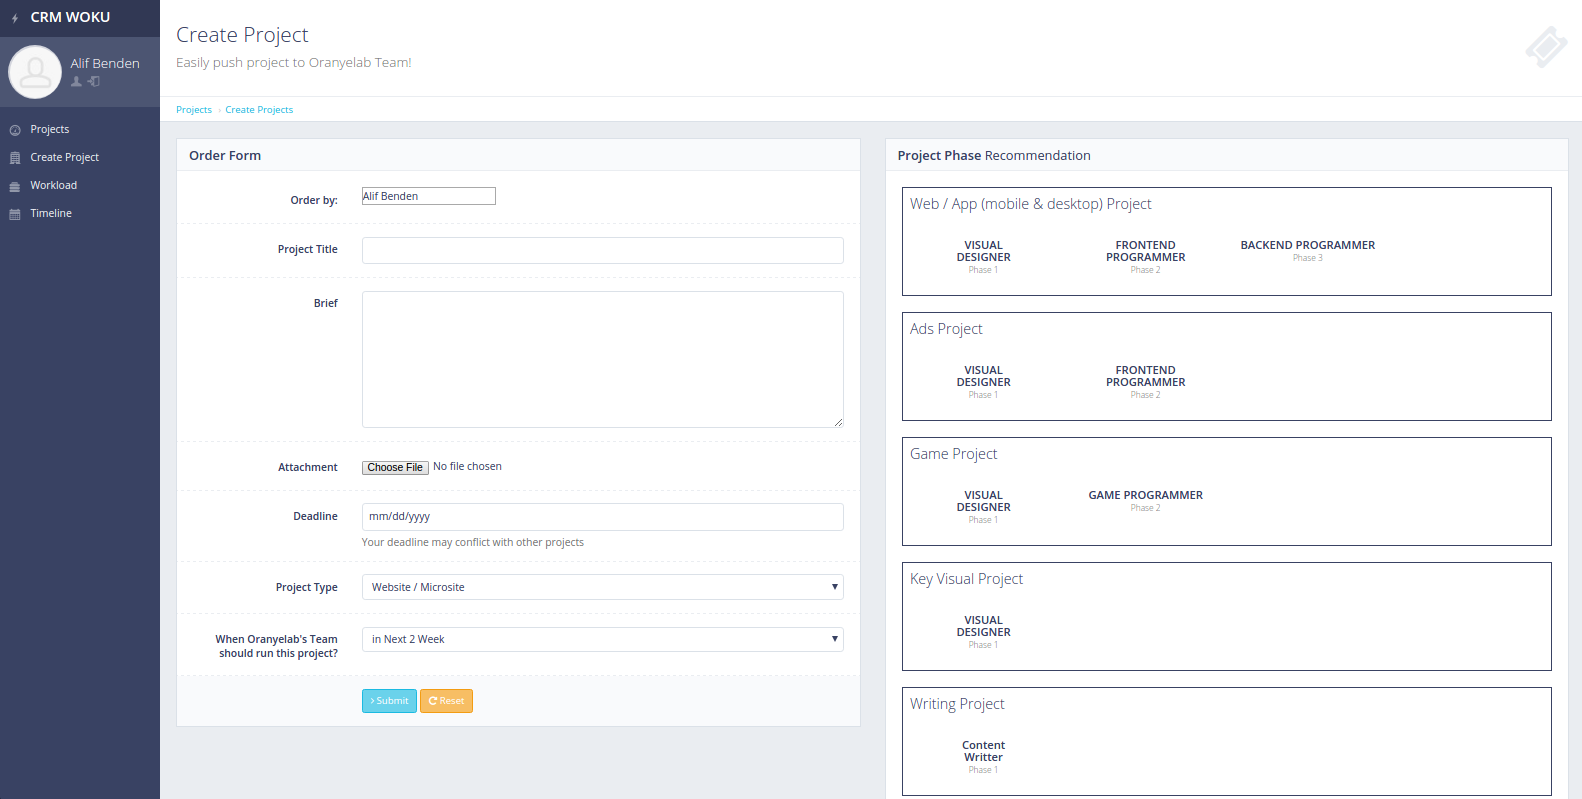 CRM WOKU
Alif Benden
Projects
Create Project
Workload
Timeline
Create Project
Easily push project to Oranyelab Team!
Projects › Create Projects
Order Form
Order by:
Alif Benden
Project Title
Brief
Attachment
Choose File No file chosen
Deadline
mm/dd/yyyy
Your deadline may conflict with other projects
Project Type
Website / Microsite
When Oranyelab's Team
should run this project?
in Next 2 Week
Submit
Reset
Project Phase Recommendation
Web / App (mobile & desktop) Project
VISUAL
DESIGNER
Phase 1
FRONTEND
PROGRAMMER
Phase 2
BACKEND PROGRAMMER
Phase 3
Ads Project
VISUAL
DESIGNER
Phase 1
FRONTEND
PROGRAMMER
Phase 2
Game Project
VISUAL
DESIGNER
Phase 1
GAME PROGRAMMER
Phase 2
Key Visual Project
VISUAL
DESIGNER
Phase 1
Writing Project
Content
Writter
Phase 1